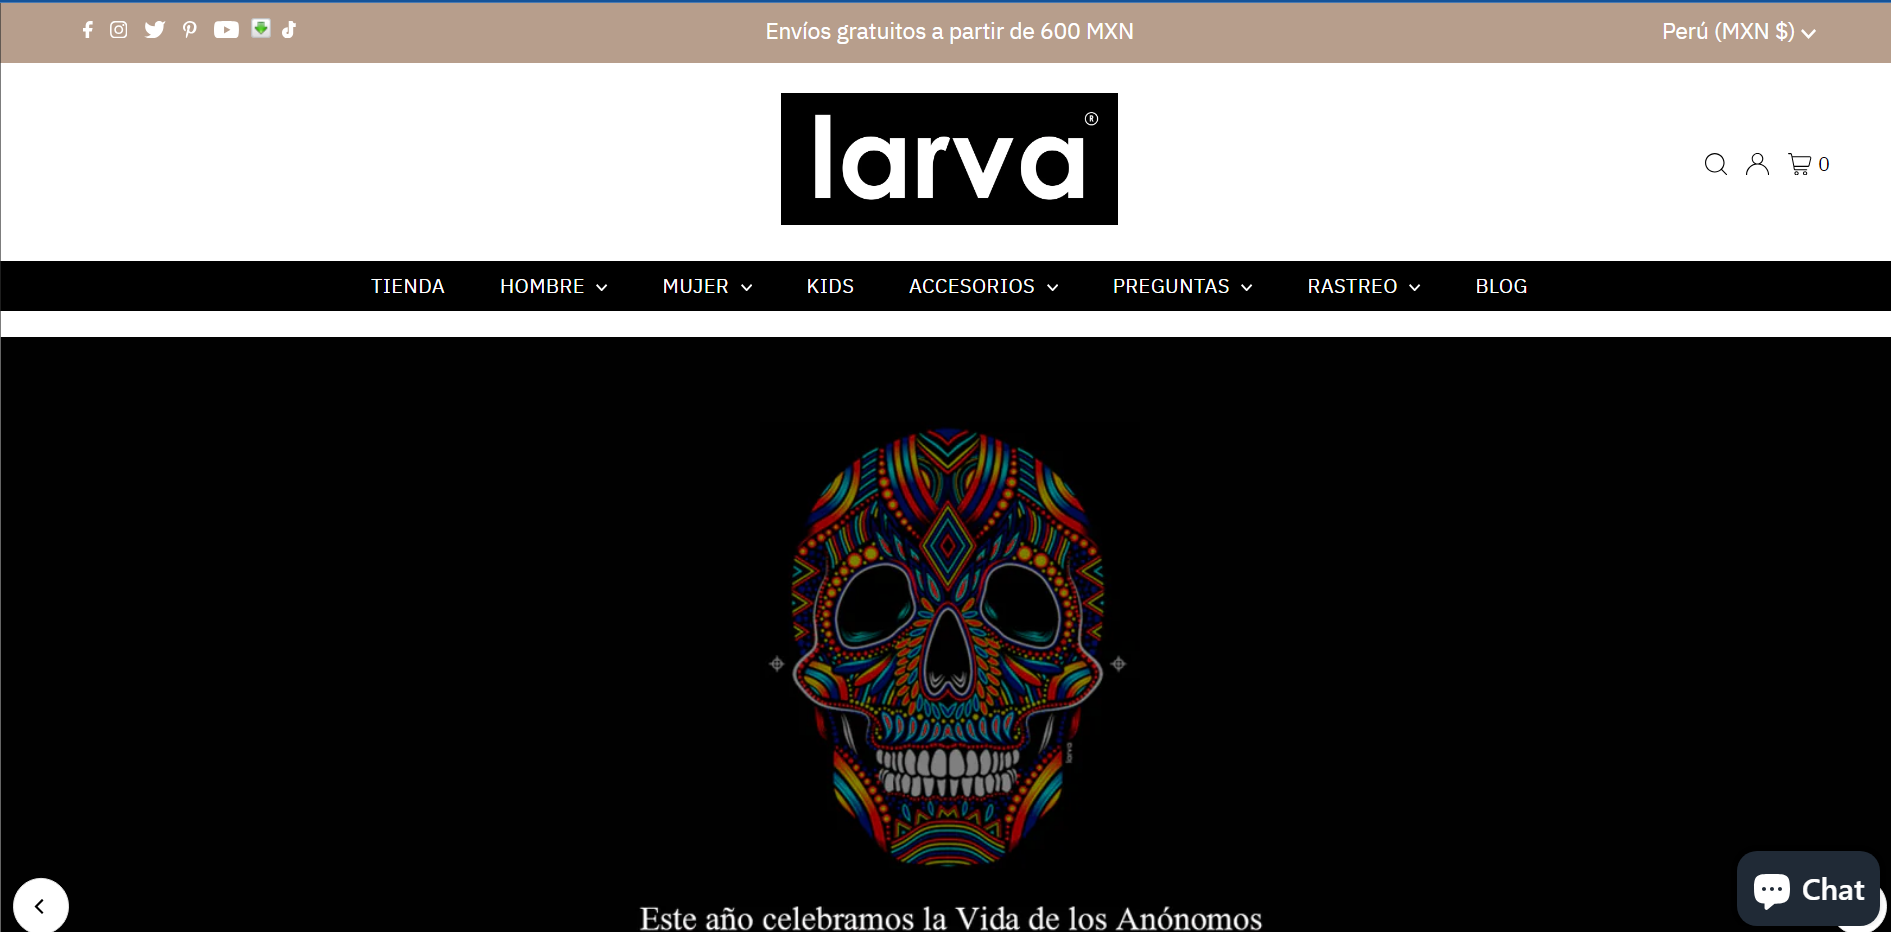 Envíos gratuitos a partir de 600 MXN
Perú (MXN $)
larva®
0
TIENDA HOMBRE MUJER KIDS ACCESORIOS PREGUNTAS RASTREO BLOG
larva
Este año celebramos la Vida de los Anónomos
Chat